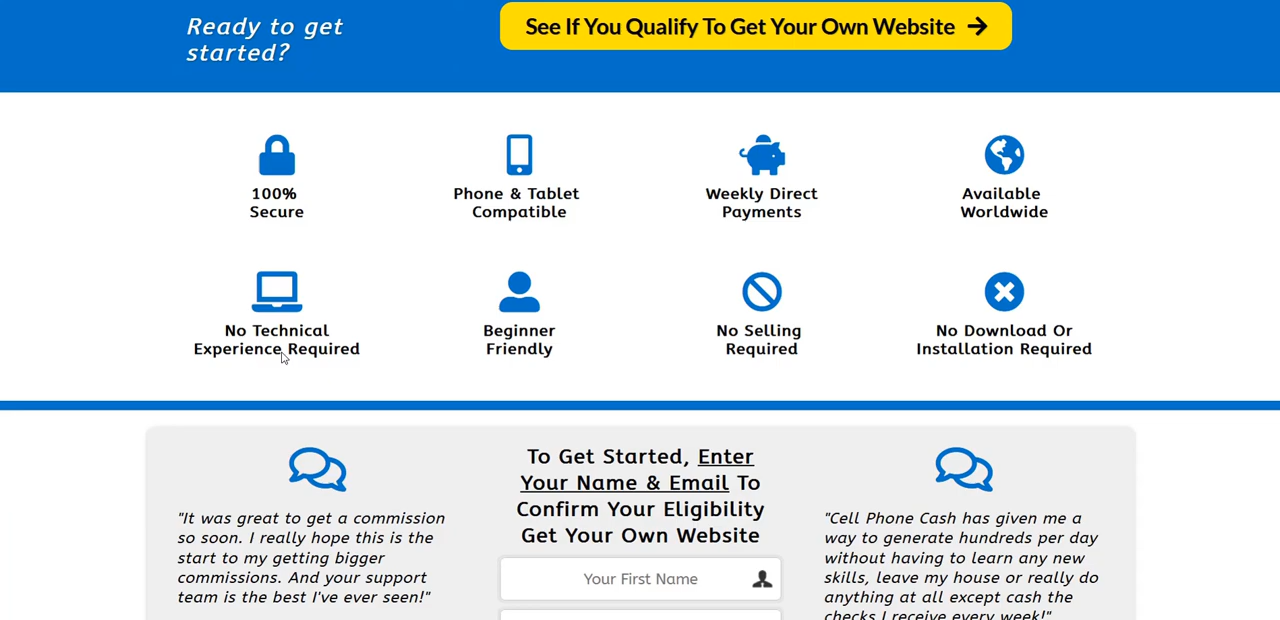 Ready to get
started?
See If You Qualify To Get Your Own Website
100%
Secure
Phone & Tablet
Compatible
Weekly Direct
Payments
Available
Worldwide
No Technical
Experience Required
Beginner
Friendly
No Selling
Required
No Download Or
Installation Required
"It was great to get a commission
so soon. I really hope this is the
start to my getting bigger
commissions. And your support
team is the best I've ever seen!"
To Get Started, Enter
Your Name & Email To
Confirm Your Eligibility
Get Your Own Website
Your First Name
"Cell Phone Cash has given me a
way to generate hundreds per day
without having to learn any new
skills, leave my house or really do
anything at all except cash the
checks I receive every week!"